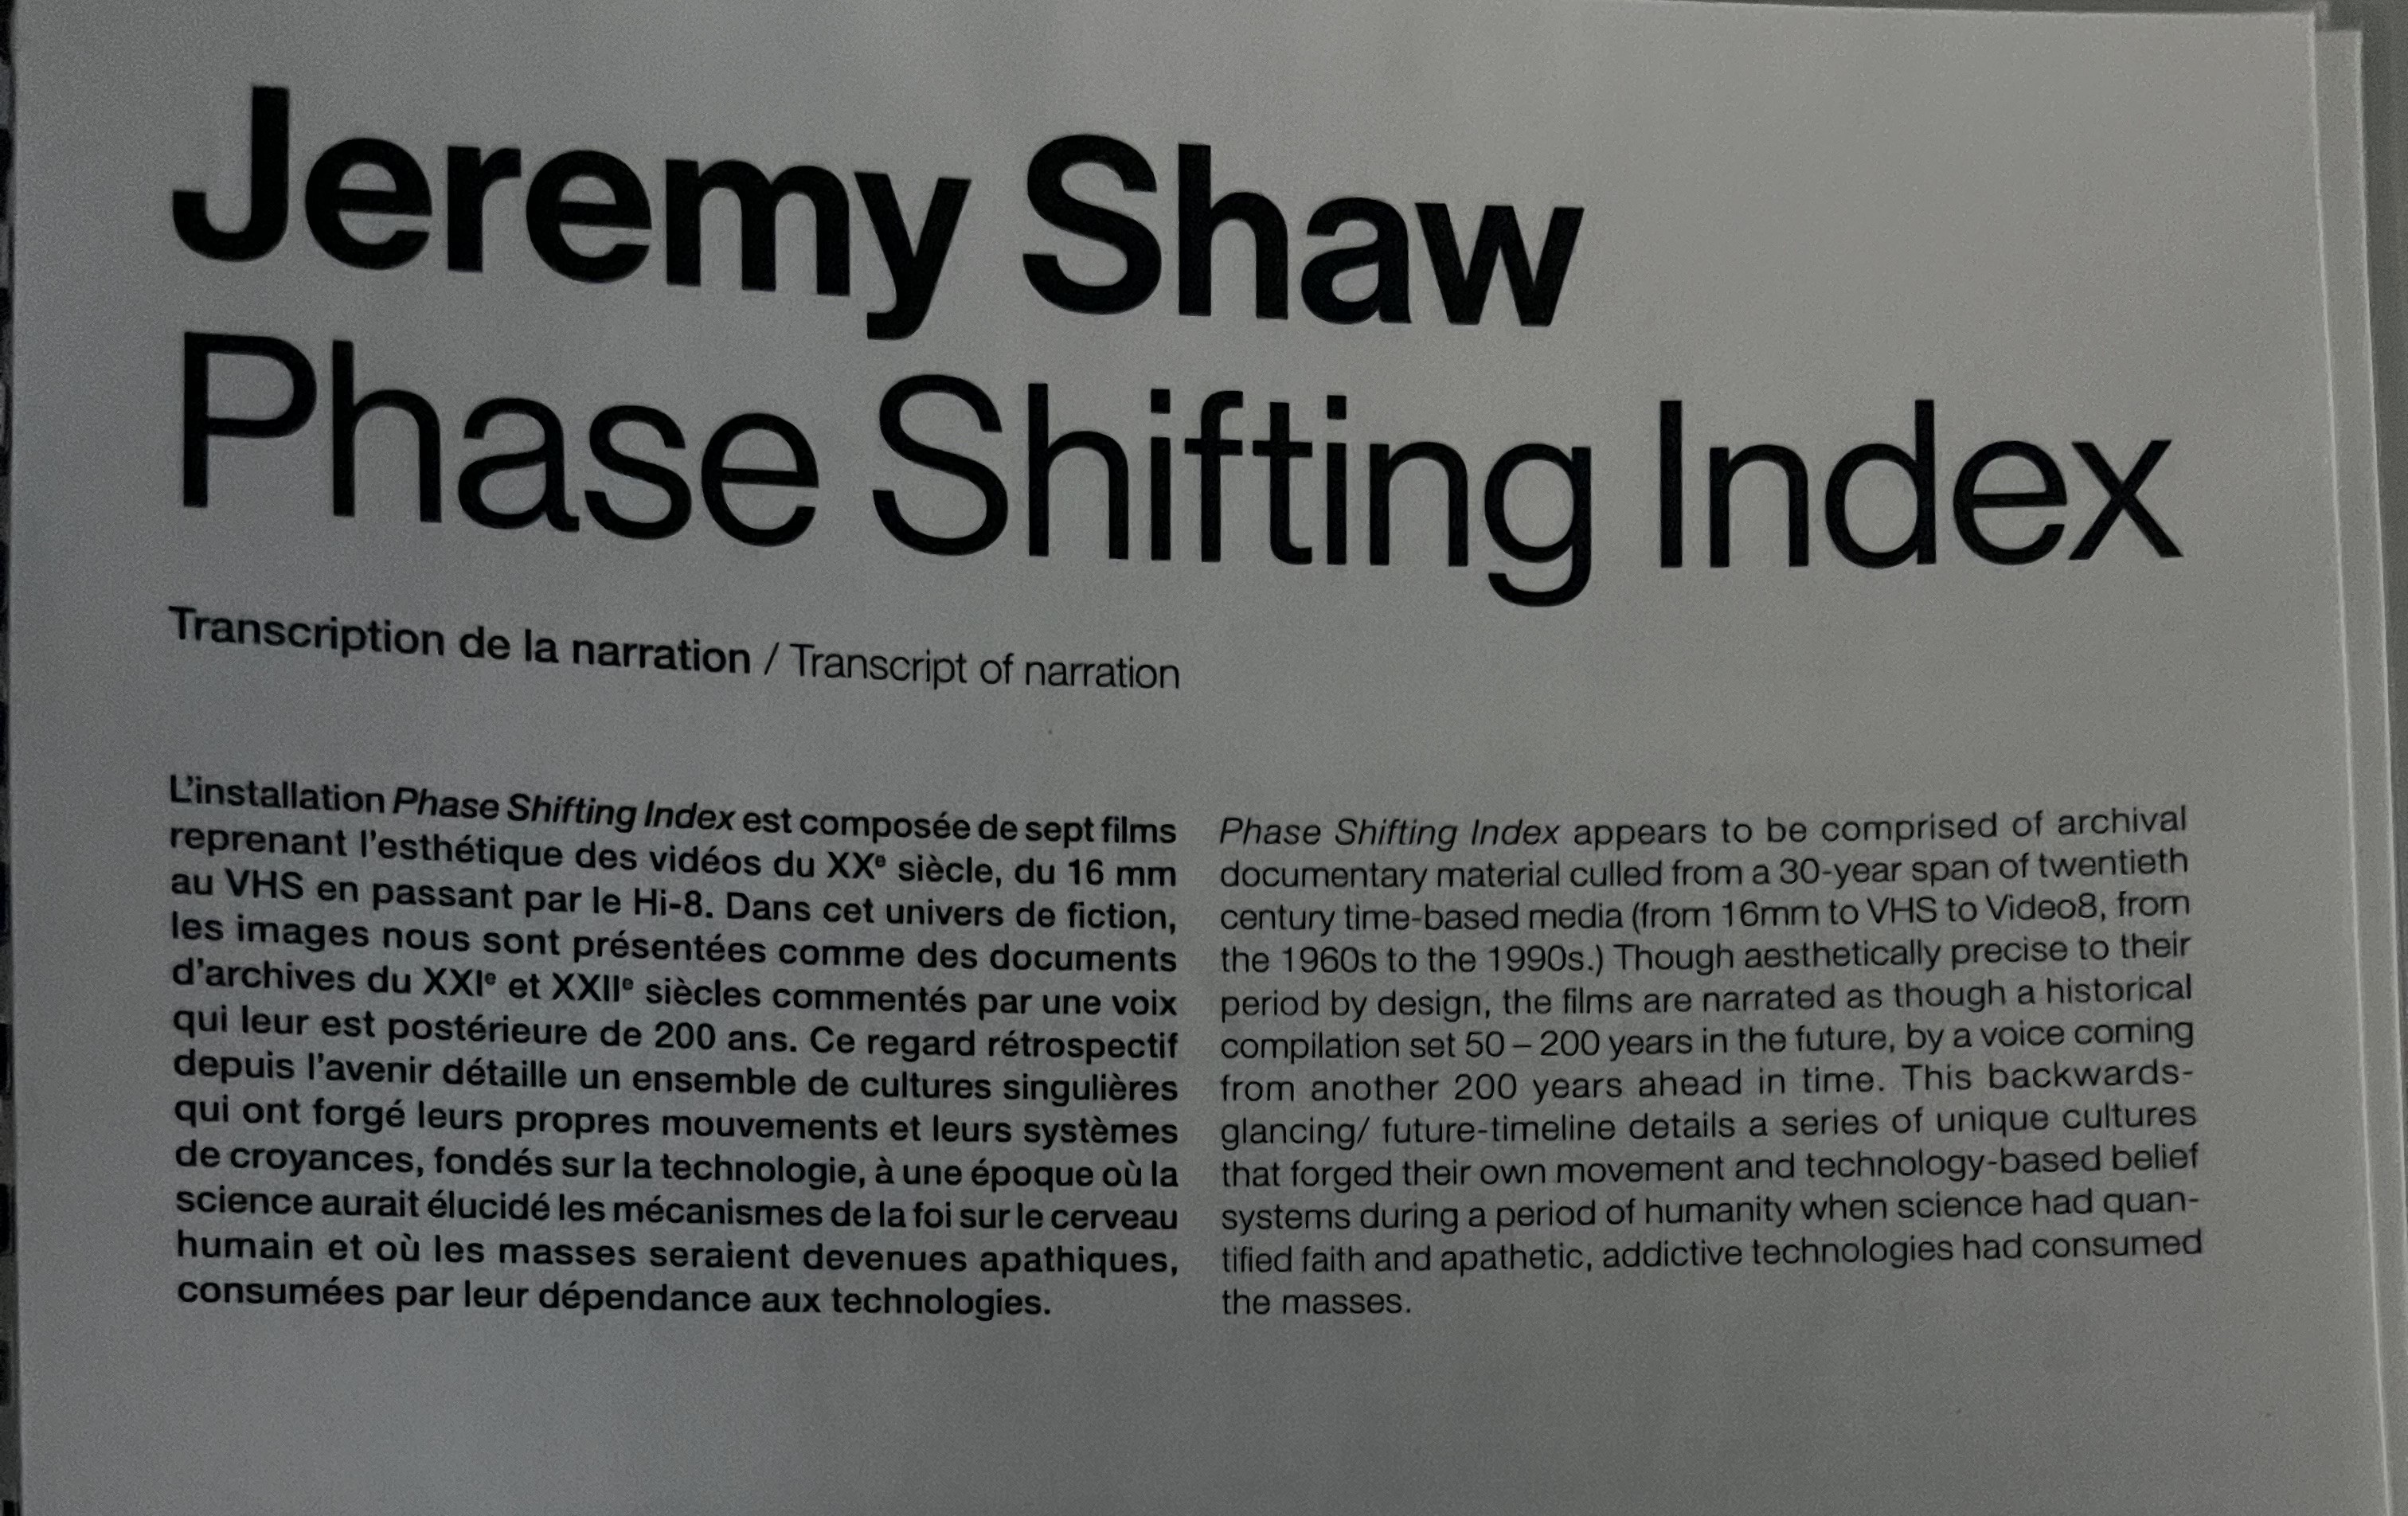 Jeremy Shaw
Phase Shifting Index
Transcription de la narration / Transcript of narration
L'installation Phase Shifting Index est composée de sept films
reprenant l'esthétique des vidéos du XXe siècle, du 16 mm
au VHS en passant par le Hi-8. Dans cet univers de fiction,
les images nous sont présentées comme des documents
d'archives du XXIe et XXIIe siècles commentés par une voix
qui leur est postérieure de 200 ans. Ce regard rétrospectif
depuis l'avenir détaille un ensemble de cultures singulières
qui ont forgé leurs propres mouvements et leurs systèmes
de croyances, fondés sur la technologie, à une époque où la
science aurait élucidé les mécanismes de la foi sur le cerveau
humain et où les masses seraient devenues apathiques,
consumées par leur dépendance aux technologies.
Phase Shifting Index appears to be comprised of archival
documentary material culled from a 30-year span of twentieth
century time-based media (from 16mm to VHS to Video8, from
the 1960s to the 1990s.) Though aesthetically precise to their
period by design, the films are narrated as though a historical
compilation set 50 – 200 years in the future, by a voice coming
from another 200 years ahead in time. This backwards-
glancing/ future-timeline details a series of unique cultures
that forged their own movement and technology-based belief
systems during a period of humanity when science had quan-
tified faith and apathetic, addictive technologies had consumed
the masses.